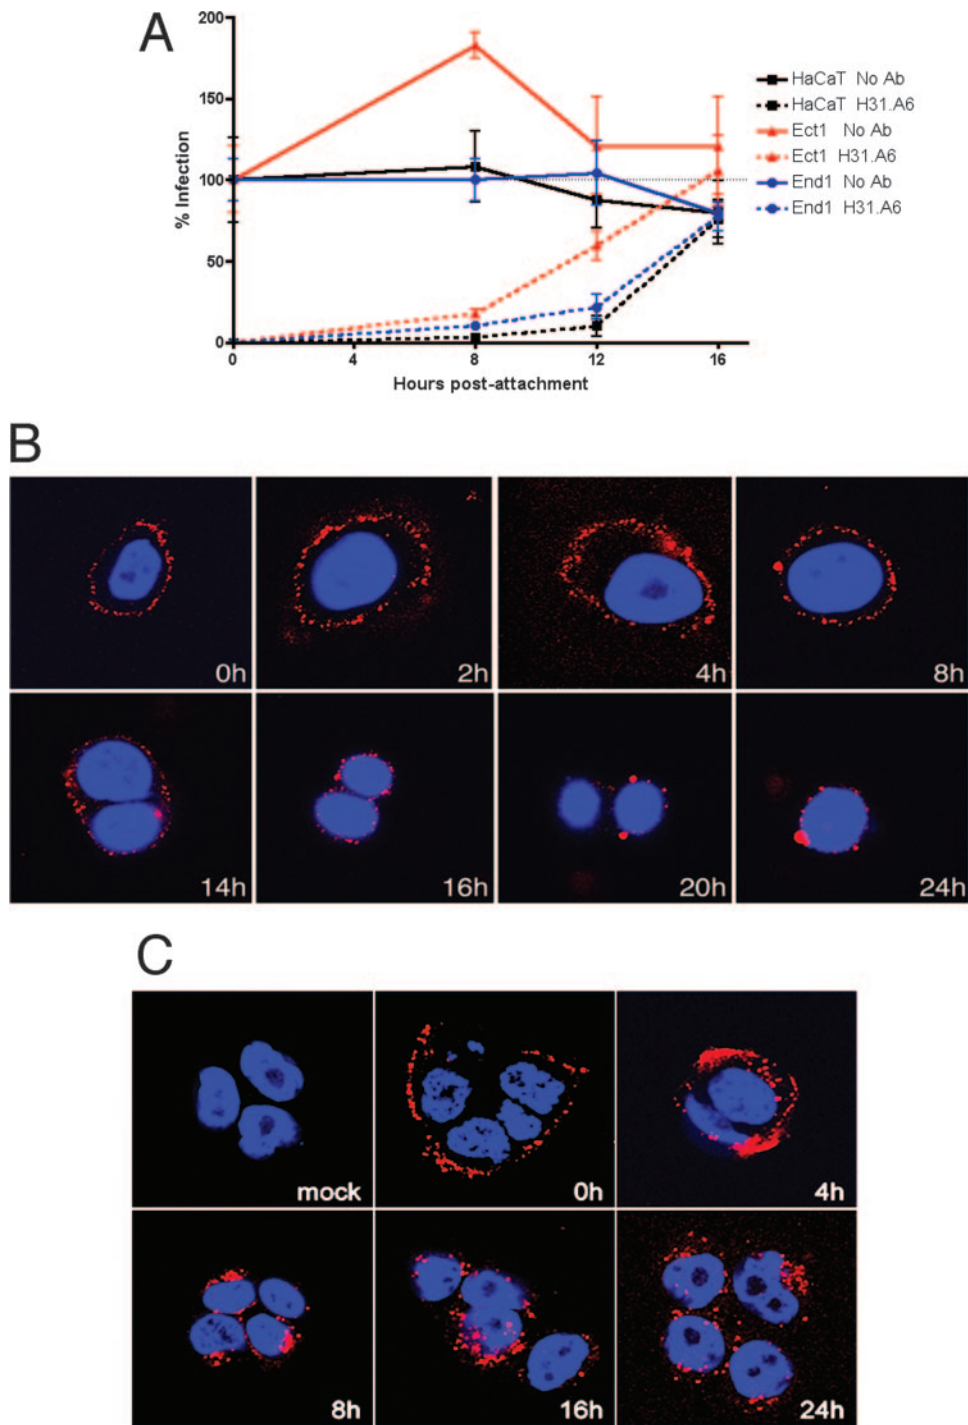 A
200
150
100
50
0
% Infection
0 4 8 12 16
Hours post-attachment
HaCaT No Ab
HaCaT H31.A6
Ect1 No Ab
Ect1 H31.A6
End1 No Ab
End1 H31.A6
B
0h 2h 4h 8h
14h 16h 20h 24h
C
mock 0h 4h
8h 16h 24h